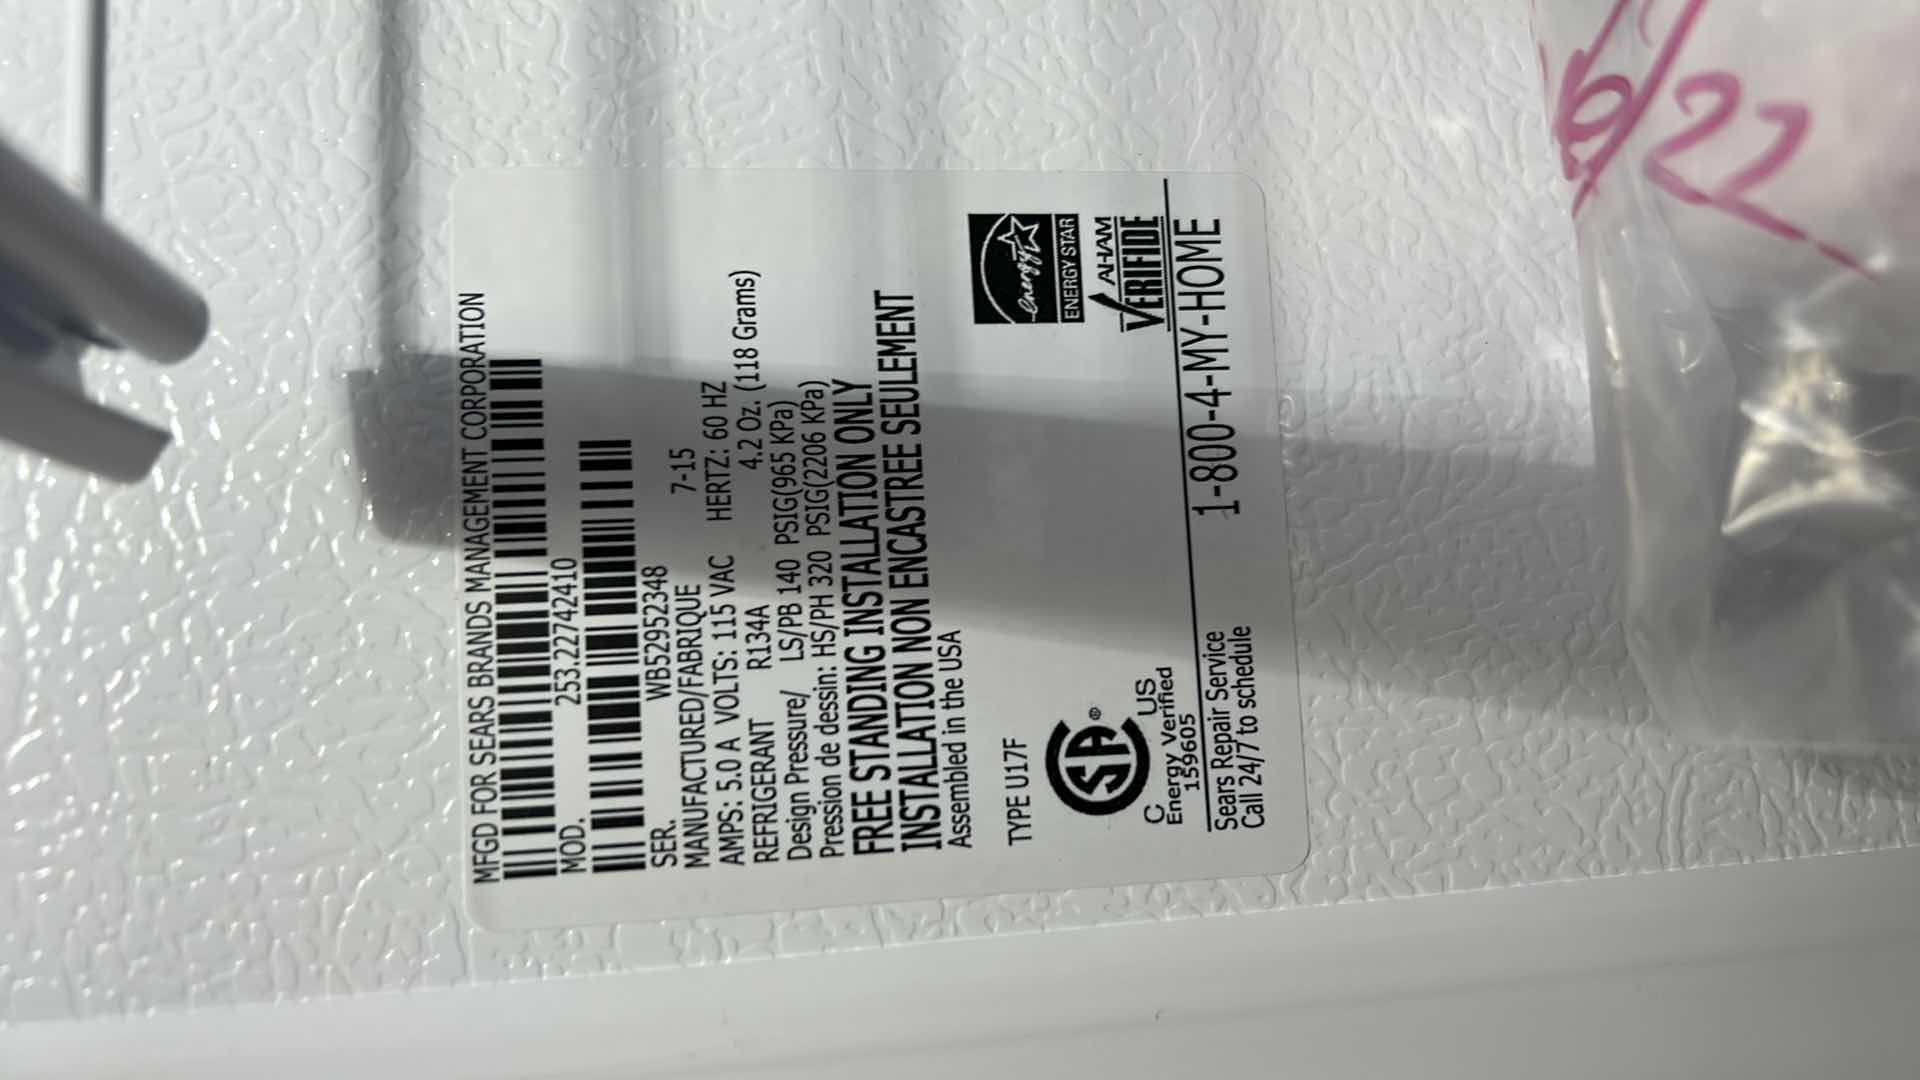 MFGD FOR SEARS BRANDS MANAGEMENT CORPORATION
MOD. 253.22742410
SER. WB52952348
MANUFACTURED/FABRIQUE 7-15
AMPS: 5.0 A VOLTS: 115 VAC HERTZ: 60 HZ
REFRIGERANT R134A 4.2 Oz. (118 Grams)
Design Pressure/ LS/PB 140 PSIG(965 KPa)
Pression de dessin: HS/PH 320 PSIG(2206 KPa)
FREE STANDING INSTALLATION ONLY
INSTALLATION NON ENCASTREE SEULEMENT
Assembled in the USA
energy
ENERGY STAR
AHAM
VERIFIDE
TYPE U17F
SA ®
C US
Energy Verified
159605
Sears Repair Service
Call 24/7 to schedule
1-800-4-MY-HOME
6/22